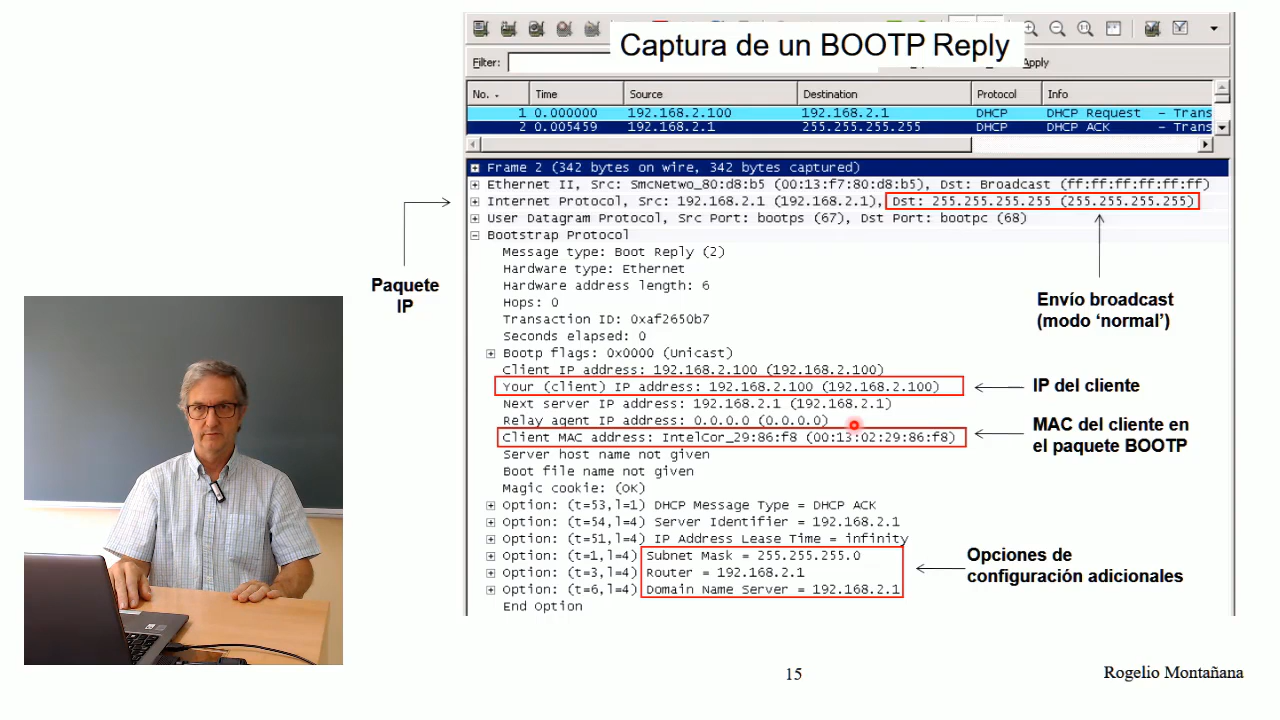 Captura de un BOOTP Reply
Filter:
Apply
No. Time Source Destination Protocol Info
1 0.000000 192.168.2.100 192.168.2.1 DHCP DHCP Request - Trans
2 0.005459 192.168.2.1 255.255.255.255 DHCP DHCP ACK - Trans
Frame 2 (342 bytes on wire, 342 bytes captured)
Ethernet II, Src: SmcNetwo_80:d8:b5 (00:13:f7:80:d8:b5), Dst: Broadcast (ff:ff:ff:ff:ff:ff)
Internet Protocol, Src: 192.168.2.1 (192.168.2.1), Dst: 255.255.255.255 (255.255.255.255)
User Datagram Protocol, Src Port: bootps (67), Dst Port: bootpc (68)
Bootstrap Protocol
Message type: Boot Reply (2)
Hardware type: Ethernet
Hardware address length: 6
Hops: 0
Transaction ID: 0xaf2650b7
Seconds elapsed: 0
Bootp flags: 0x0000 (Unicast)
Client IP address: 192.168.2.100 (192.168.2.100)
Your (client) IP address: 192.168.2.100 (192.168.2.100)
Next server IP address: 192.168.2.1 (192.168.2.1)
Relay agent IP address: 0.0.0.0 (0.0.0.0)
Client MAC address: IntelCor_29:86:f8 (00:13:02:29:86:f8)
Server host name not given
Boot file name not given
Magic cookie: (OK)
Option: (t=53,l=1) DHCP Message Type = DHCP ACK
Option: (t=54,l=4) Server Identifier = 192.168.2.1
Option: (t=51,l=4) IP Address Lease Time = infinity
Option: (t=1,l=4) Subnet Mask = 255.255.255.0
Option: (t=3,l=4) Router = 192.168.2.1
Option: (t=6,l=4) Domain Name Server = 192.168.2.1
End Option
Paquete
IP
Envío broadcast
(modo ‘normal’)
IP del cliente
MAC del cliente en
el paquete BOOTP
Opciones de
configuración adicionales
15
Rogelio Montañana